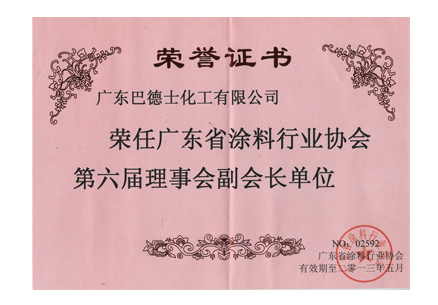 荣誉证书
广东巴德士化工有限公司
荣任广东省涂料行业协会
第六届理事会副会长单位
NO：02592
广东省涂料行业协会
有效期至二零一三年五月